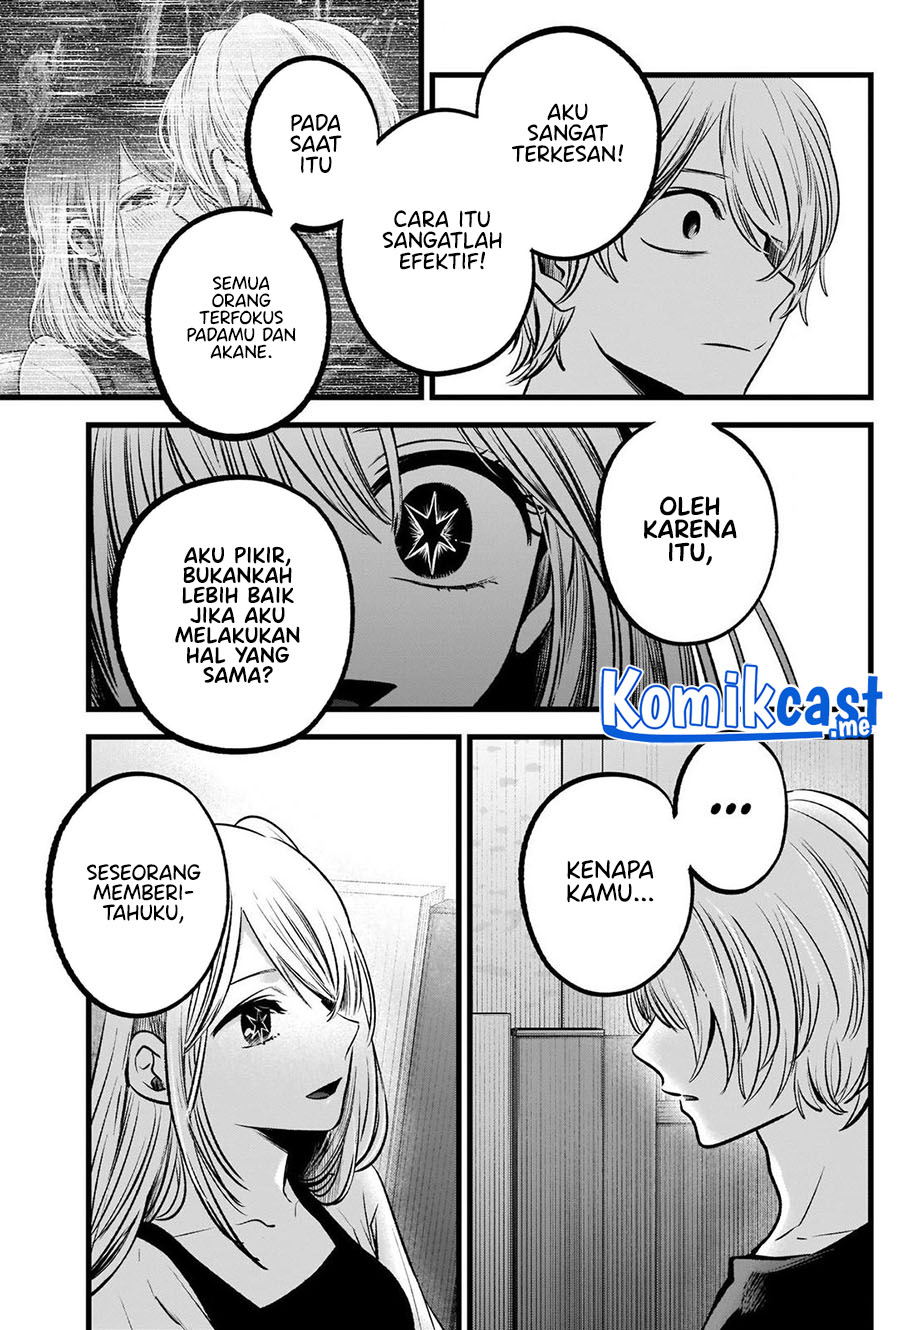 AKU
SANGAT
TERKESAN!
CARA ITU
SANGATLAH
EFEKTIF!
PADA
SAAT
ITU
SEMUA
ORANG
TERFOKUS
PADAMU DAN
AKANE.
OLEH
KARENA
ITU,
AKU PIKIR,
BUKANKAH
LEBIH BAIK
JIKA AKU
MELAKUKAN
HAL YANG
SAMA?
Komikcast
.me
...
KENAPA
KAMU...
SESEORANG
MEMBERI-
TAHUKU,